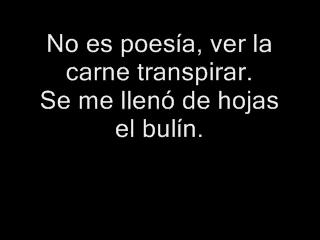 No es poesía, ver la
carne transpirar.
Se me llenó de hojas
el bulín.